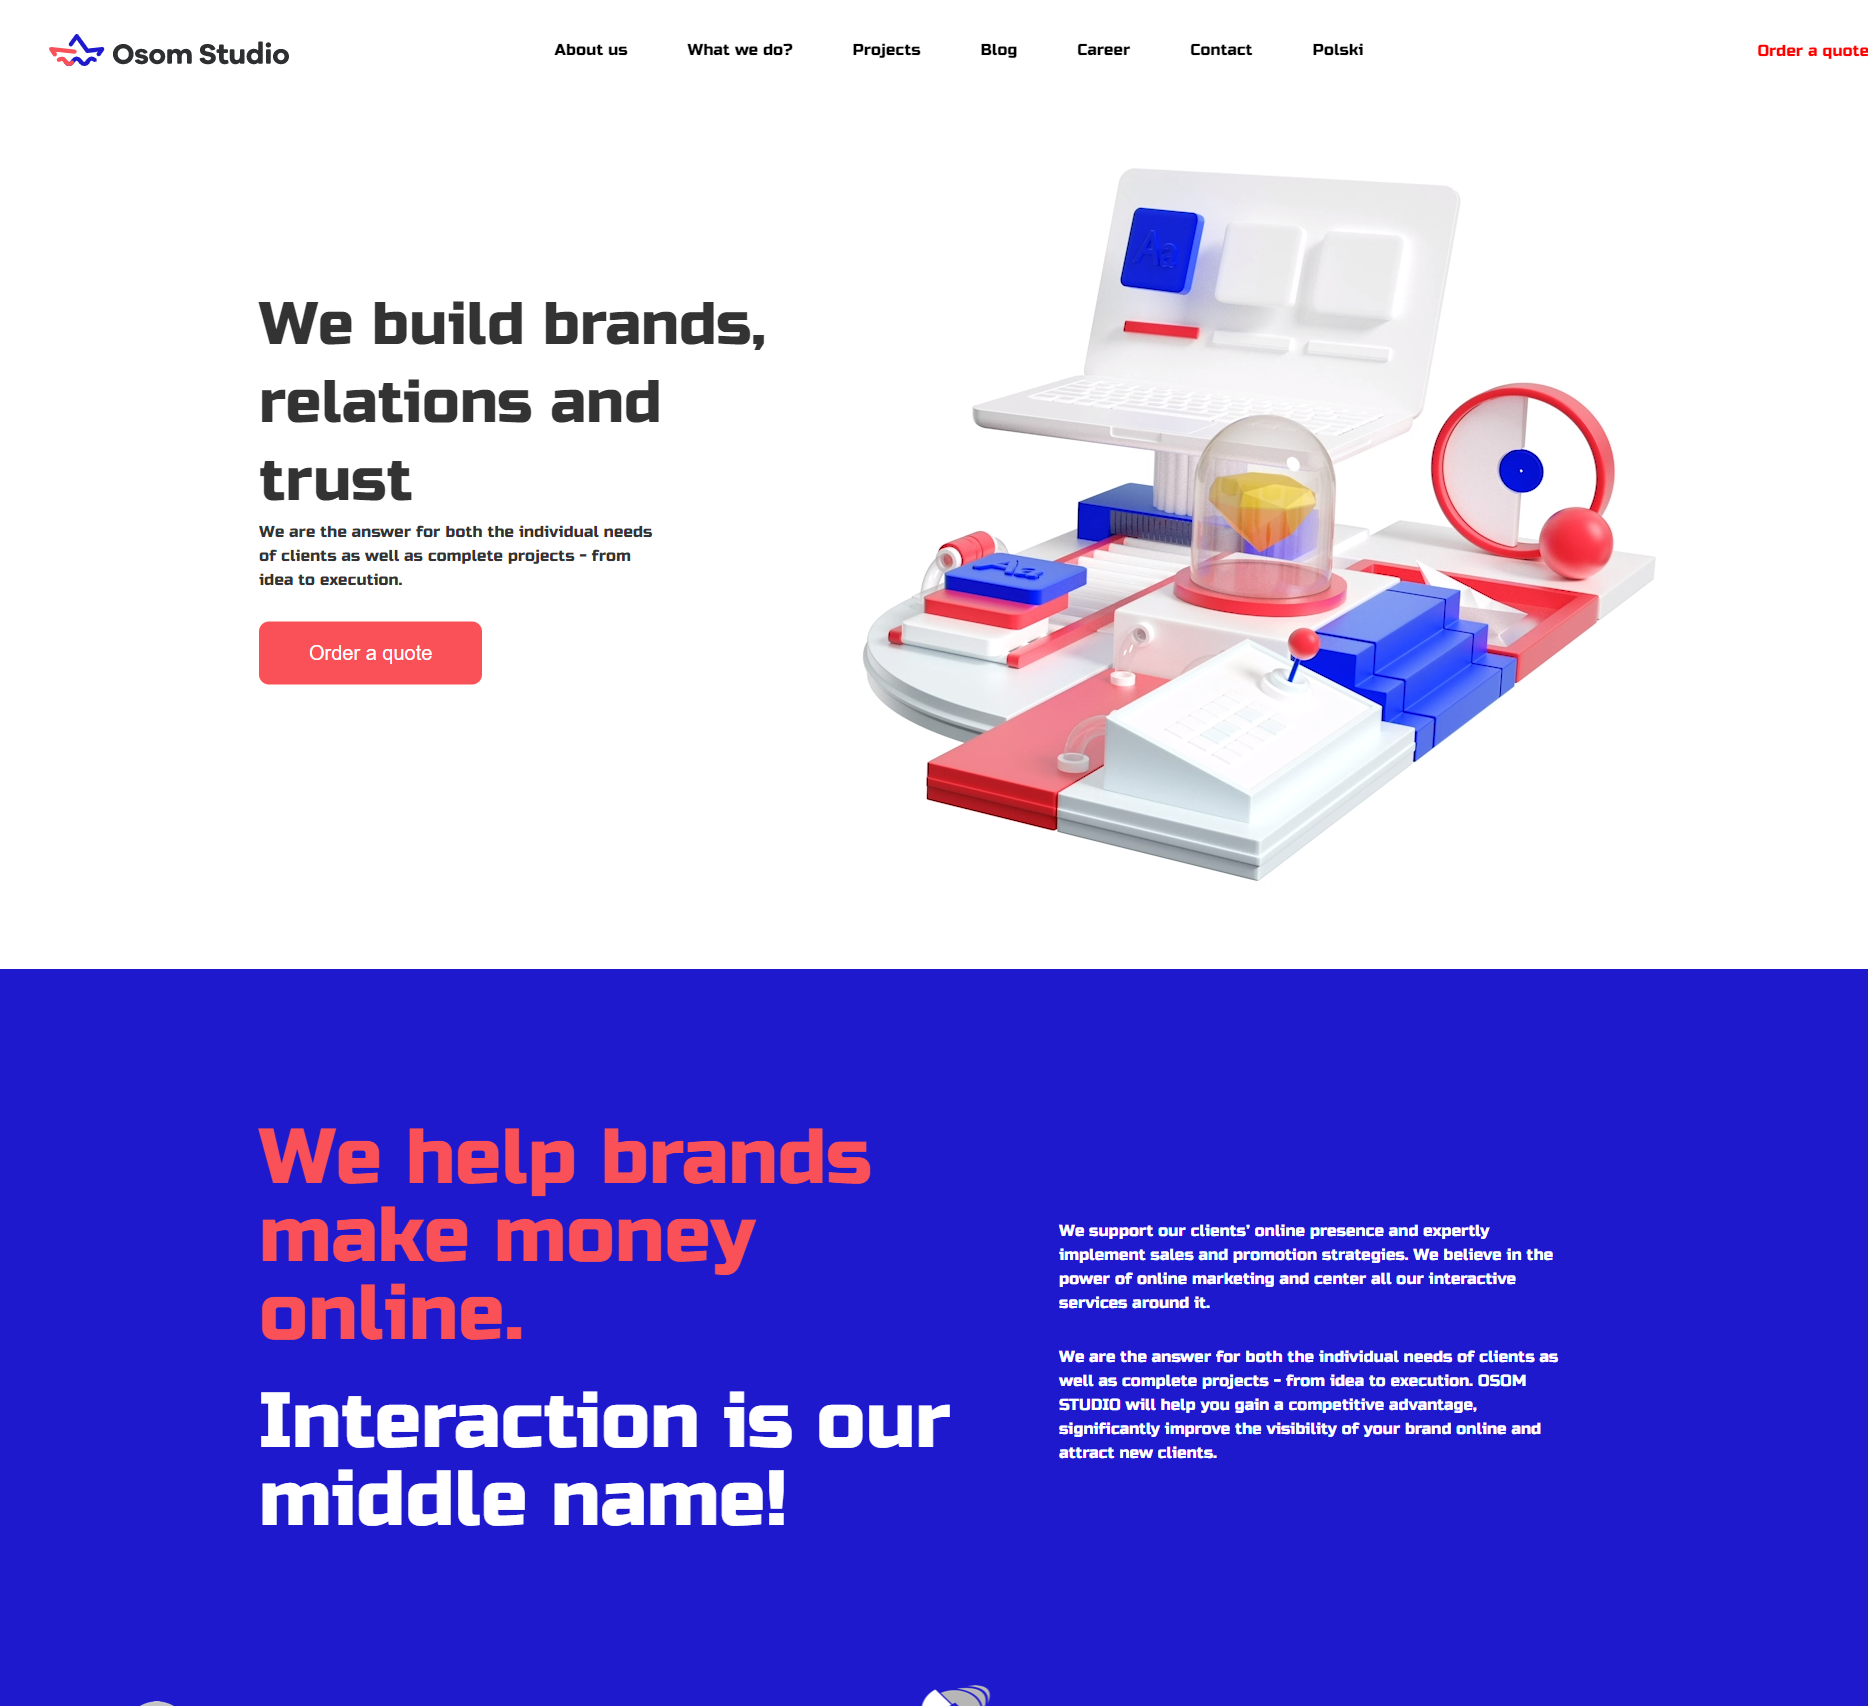 Osom Studio
About us What we do? Projects Blog Career Contact Polski
Order a quote
Aa
We build brands,
relations and
trust
We are the answer for both the individual needs
of clients as well as complete projects - from
idea to execution.
Order a quote
Aa
We help brands
make money
online.
Interaction is our
middle name!
We support our clients’ online presence and expertly
implement sales and promotion strategies. We believe in the
power of online marketing and center all our interactive
services around it.
We are the answer for both the individual needs of clients as
well as complete projects - from idea to execution. OSOM
STUDIO will help you gain a competitive advantage,
significantly improve the visibility of your brand online and
attract new clients.